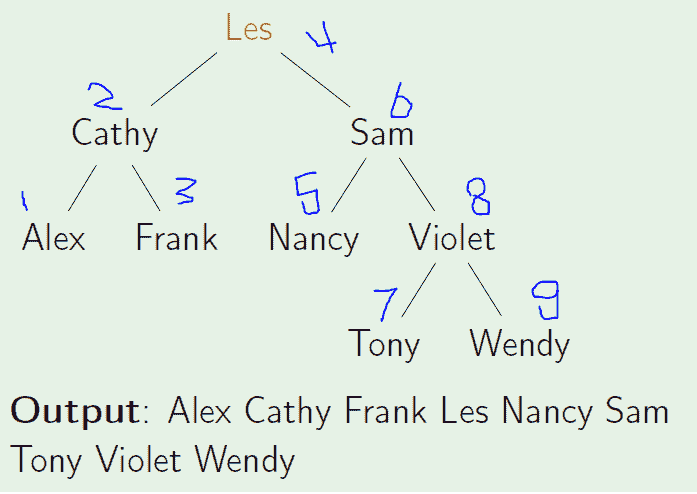 Les 4
2 6
Cathy Sam
1 3 5 8
Alex Frank Nancy Violet
7 9
Tony Wendy
Output: Alex Cathy Frank Les Nancy Sam
Tony Violet Wendy